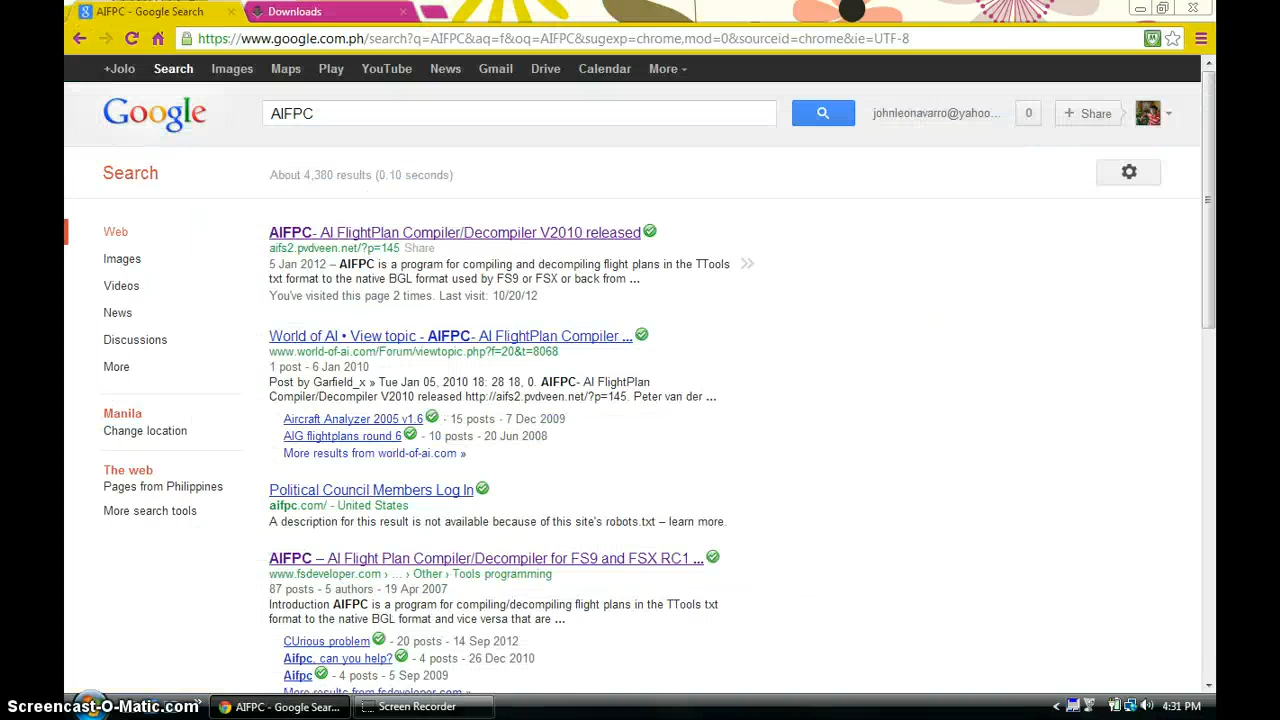 AIFPC - Google Search
Downloads
https://www.google.com.ph/search?q=AIFPC&aq=f&oq=AIFPC&sugexp=chrome,mod=0&sourceid=chrome&ie=UTF-8
+Jolo Search Images Maps Play YouTube News Gmail Drive Calendar More
Google
AIFPC
johnleonavarro@yahoo...
0
+ Share
Search
About 4,380 results (0.10 seconds)
Web
Images
Videos
News
Discussions
More
Manila
Change location
The web
Pages from Philippines
More search tools
AIFPC- AI FlightPlan Compiler/Decompiler V2010 released
aifs2.pvdveen.net/?p=145 Share
5 Jan 2012 – AIFPC is a program for compiling and decompiling flight plans in the TTools
txt format to the native BGL format used by FS9 or FSX or back from ...
You've visited this page 2 times. Last visit: 10/20/12
World of AI • View topic - AIFPC- AI FlightPlan Compiler ...
www.world-of-ai.com/Forum/viewtopic.php?f=20&t=8068
1 post - 6 Jan 2010
Post by Garfield_x » Tue Jan 05, 2010 18: 28 18, 0. AIFPC- AI FlightPlan
Compiler/Decompiler V2010 released http://aifs2.pvdveen.net/?p=145. Peter van der ...
Aircraft Analyzer 2005 v1.6 - 15 posts - 7 Dec 2009
AIG flightplans round 6 - 10 posts - 20 Jun 2008
More results from world-of-ai.com »
Political Council Members Log In
aifpc.com/ - United States
A description for this result is not available because of this site's robots.txt – learn more.
AIFPC – AI Flight Plan Compiler/Decompiler for FS9 and FSX RC1 ...
www.fsdeveloper.com › ... › Other › Tools programming
87 posts - 5 authors - 19 Apr 2007
Introduction AIFPC is a program for compiling/decompiling flight plans in the TTools txt
format to the native BGL format and vice versa that are ...
CUrious problem - 20 posts - 14 Sep 2012
Aifpc, can you help? - 4 posts - 26 Dec 2010
Aifpc - 4 posts - 5 Sep 2009
More results from fsdeveloper.com »
Screencast-O-Matic.com
AIFPC - Google Sear...
Screen Recorder
4:31 PM